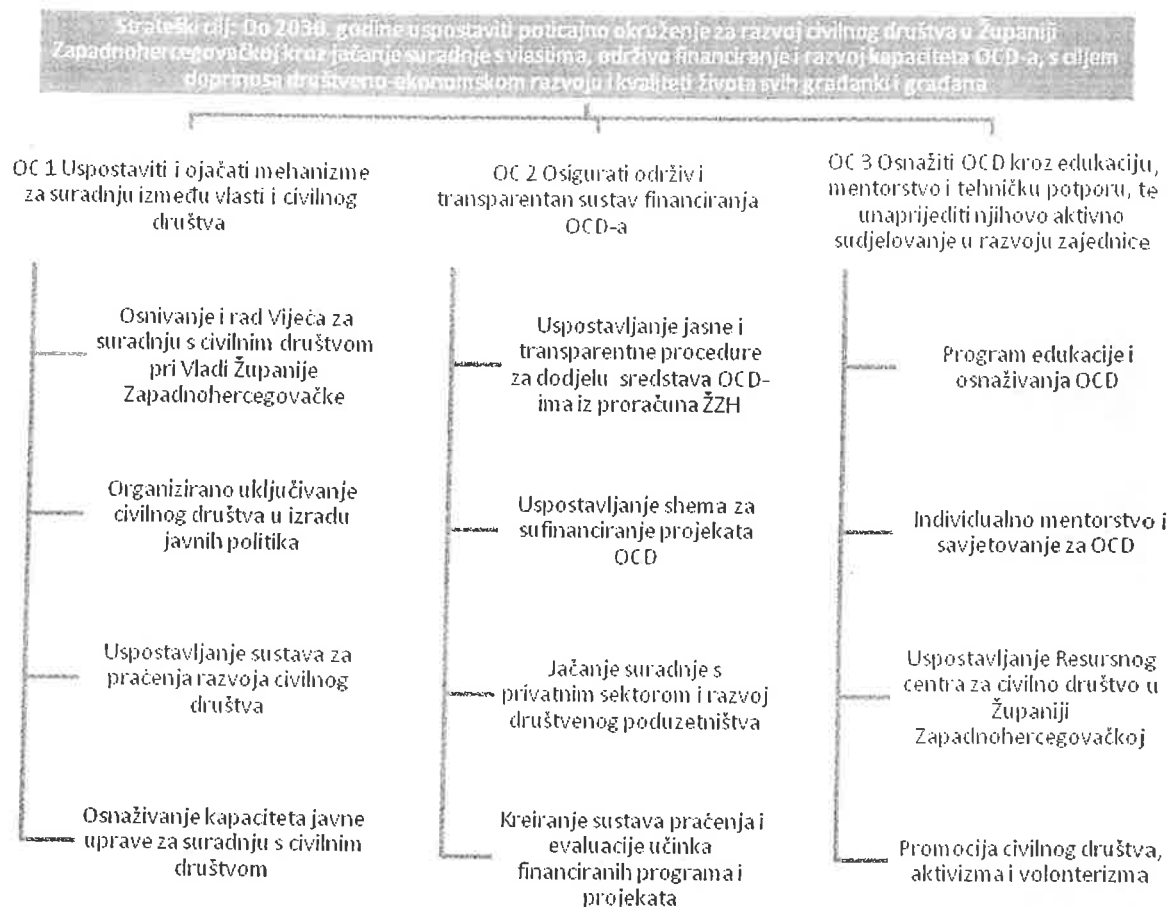 Strateški cilj: Do 2030. godine uspostaviti poticajno okruženje za razvoj civilnog društva u Županiji
Zapadnohercegovačkoj kroz jačanje suradnje s vlastima, održivo financiranje i razvoj kapaciteta OCD-a, s ciljem
doprinosa društveno-ekonomskom razvoju i kvaliteti života svih građanki i građana
OC 1 Uspostaviti i ojačati mehanizme
za suradnju između vlasti i civilnog
društva
Osnivanje i rad Vijeća za
suradnju s civilnim društvom
pri Vladi Županije
Zapadnohercegovačke
Organizirano uključivanje
civilnog društva u izradu
javnih politika
Uspostavljanje sustava za
praćenja razvoja civilnog
društva
Osnaživanje kapaciteta javne
uprave za suradnju s civilnim
društvom
OC 2 Osigurati održiv i
transparentan sustav financiranja
OCD-a
Uspostavljanje jasne i
transparentne procedure
za dodjelu sredstava OCD-
ima iz proračuna ŽZH
Uspostavljanje shema za
sufinanciranje projekata
OCD
Jačanje suradnje s
privatnim sektorom i razvoj
društvenog poduzetništva
Kreiranje sustava praćenja i
evaluacije učinka
financiranih programa i
projekata
OC 3 Osnažiti OCD kroz edukaciju,
mentorstvo i tehničku potporu, te
unaprijediti njihovo aktivno
sudjelovanje u razvoju zajednice
Program edukacije i
osnaživanja OCD
Individualno mentorstvo i
savjetovanje za OCD
Uspostavljanje Resursnog
centra za civilno društvo u
Županiji
Zapadnohercegovačkoj
Promocija civilnog društva,
aktivizma i volonterizma